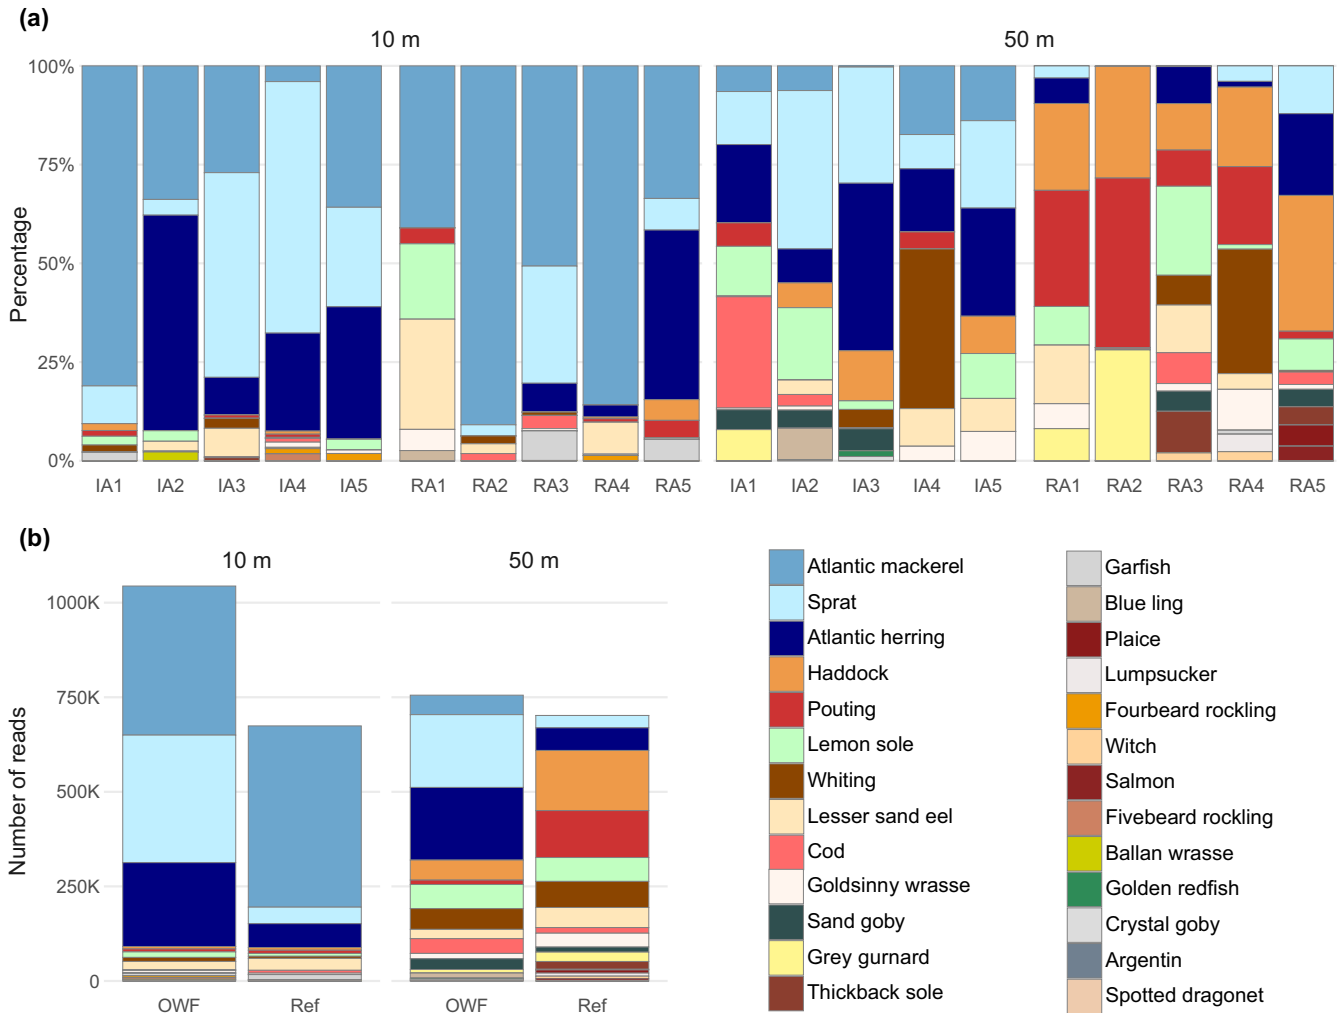 (a)
10 m
50 m
Percentage
100%
75%
50%
25%
0%
IA1 IA2 IA3 IA4 IA5 RA1 RA2 RA3 RA4 RA5 IA1 IA2 IA3 IA4 IA5 RA1 RA2 RA3 RA4 RA5
(b)
10 m
50 m
Number of reads
1000K
750K
500K
250K
0
OWF Ref OWF Ref
Atlantic mackerel
Sprat
Atlantic herring
Haddock
Pouting
Lemon sole
Whiting
Lesser sand eel
Cod
Goldsinny wrasse
Sand goby
Grey gurnard
Thickback sole
Garfish
Blue ling
Plaice
Lumpsucker
Fourbeard rockling
Witch
Salmon
Fivebeard rockling
Ballan wrasse
Golden redfish
Crystal goby
Argentin
Spotted dragonet